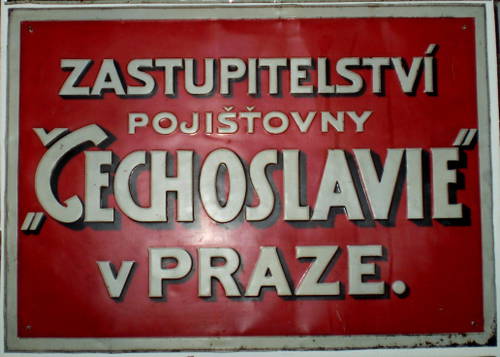 ZASTUPITELSTVÍ
POJIŠŤOVNY
„ČECHOSLAVIE“
V PRAZE.